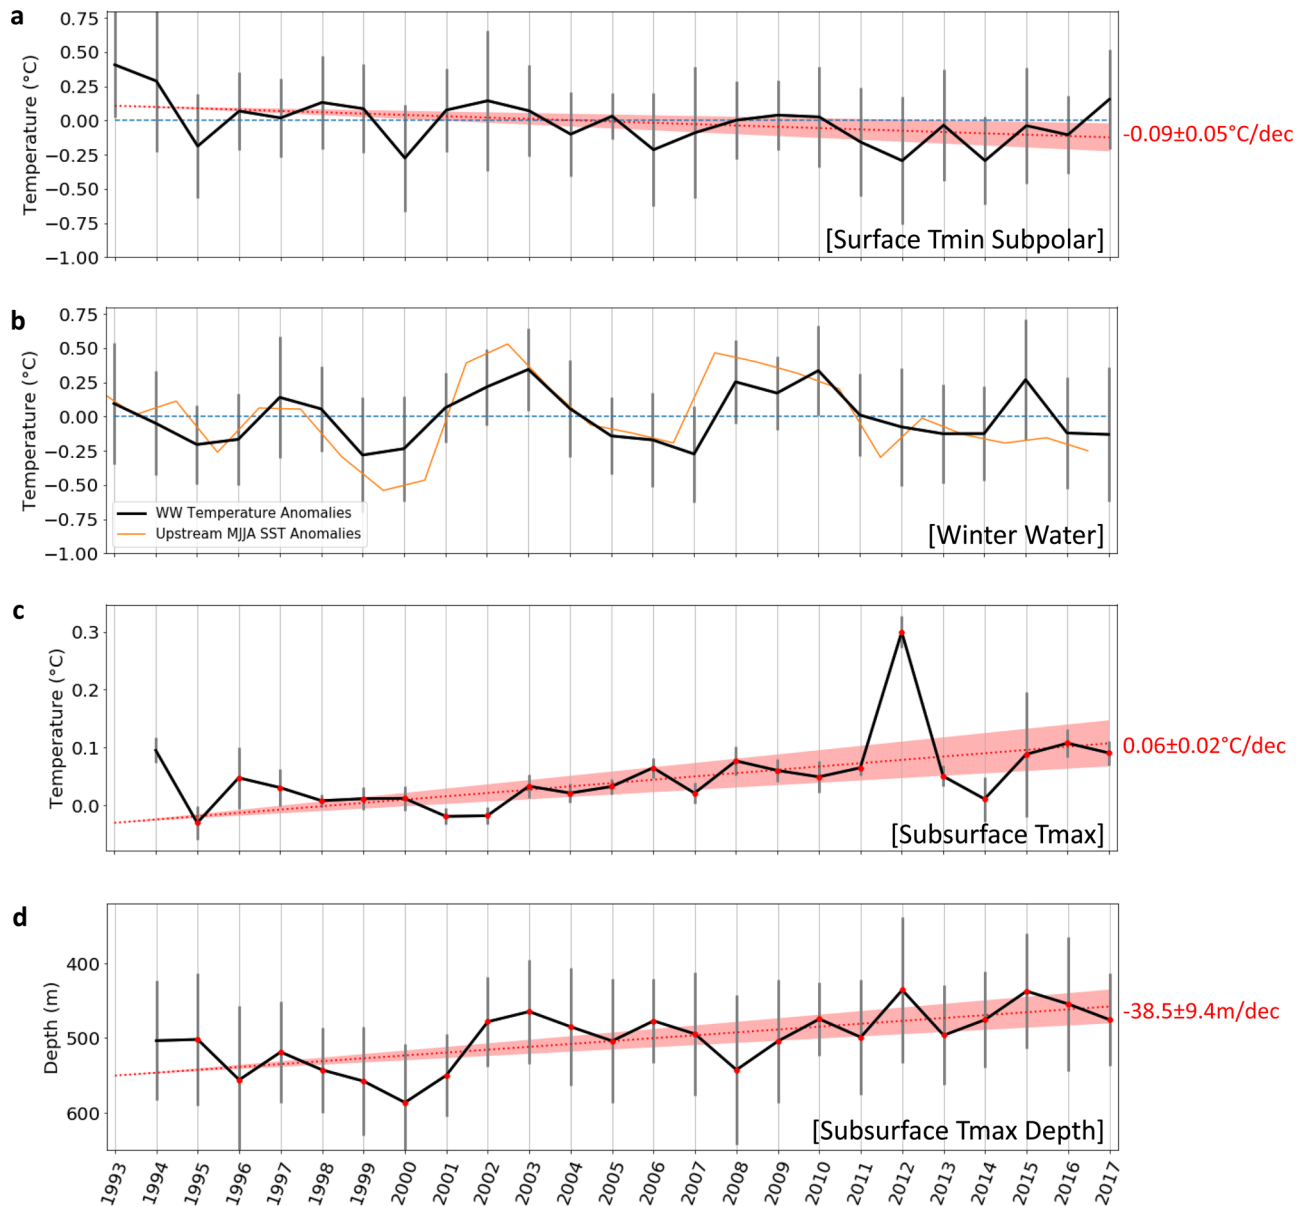 a
0.75
0.50
0.25
0.00
−0.25
−0.50
−0.75
−1.00
Temperature (°C)
[Surface Tmin Subpolar]
-0.09±0.05°C/dec
b
0.75
0.50
0.25
0.00
−0.25
−0.50
−0.75
−1.00
Temperature (°C)
WW Temperature Anomalies
Upstream MJJA SST Anomalies
[Winter Water]
c
0.3
0.2
0.1
0.0
Temperature (°C)
[Subsurface Tmax]
0.06±0.02°C/dec
d
400
500
600
Depth (m)
[Subsurface Tmax Depth]
-38.5±9.4m/dec
1993
1994
1995
1996
1997
1998
1999
2000
2001
2002
2003
2004
2005
2006
2007
2008
2009
2010
2011
2012
2013
2014
2015
2016
2017